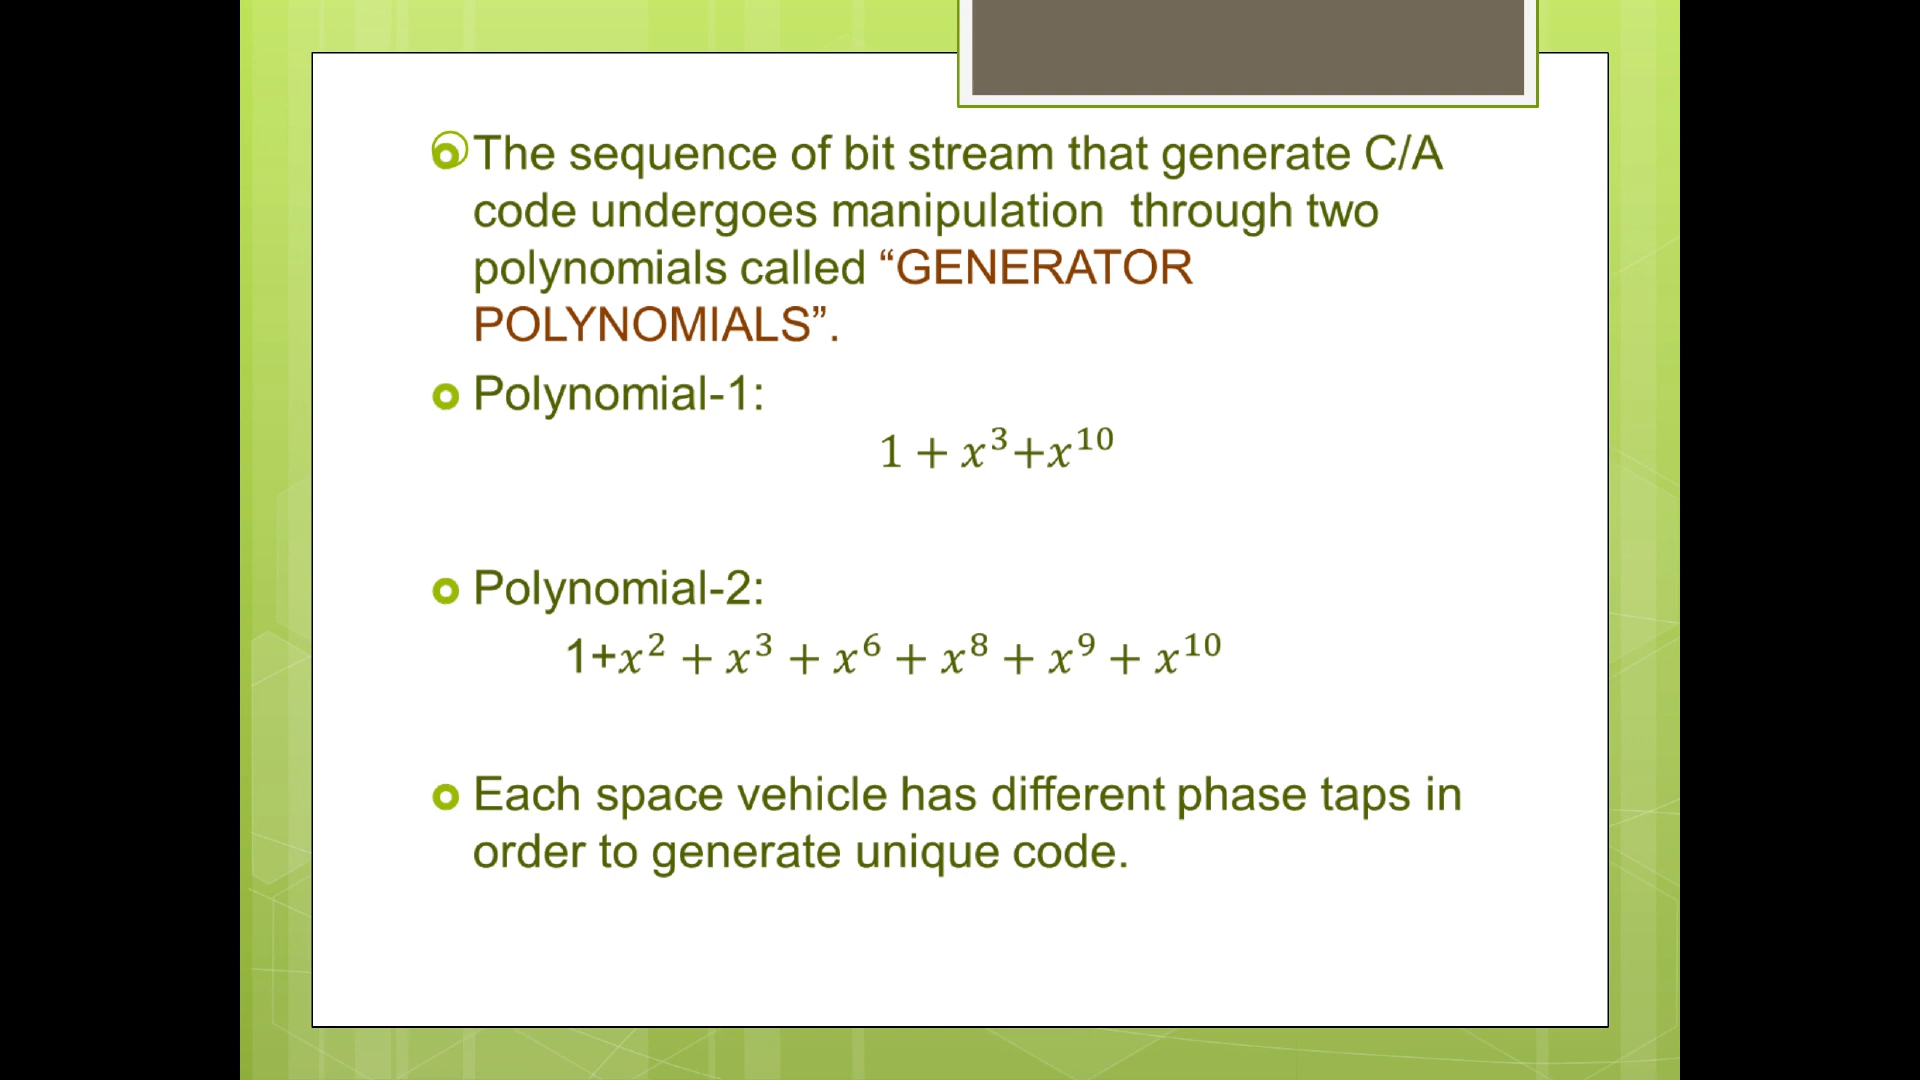 The sequence of bit stream that generate C/A
code undergoes manipulation through two
polynomials called “GENERATOR
POLYNOMIALS”.
Polynomial-1:
1 + x³+x¹⁰
Polynomial-2:
1+x² + x³ + x⁶ + x⁸ + x⁹ + x¹⁰
Each space vehicle has different phase taps in
order to generate unique code.